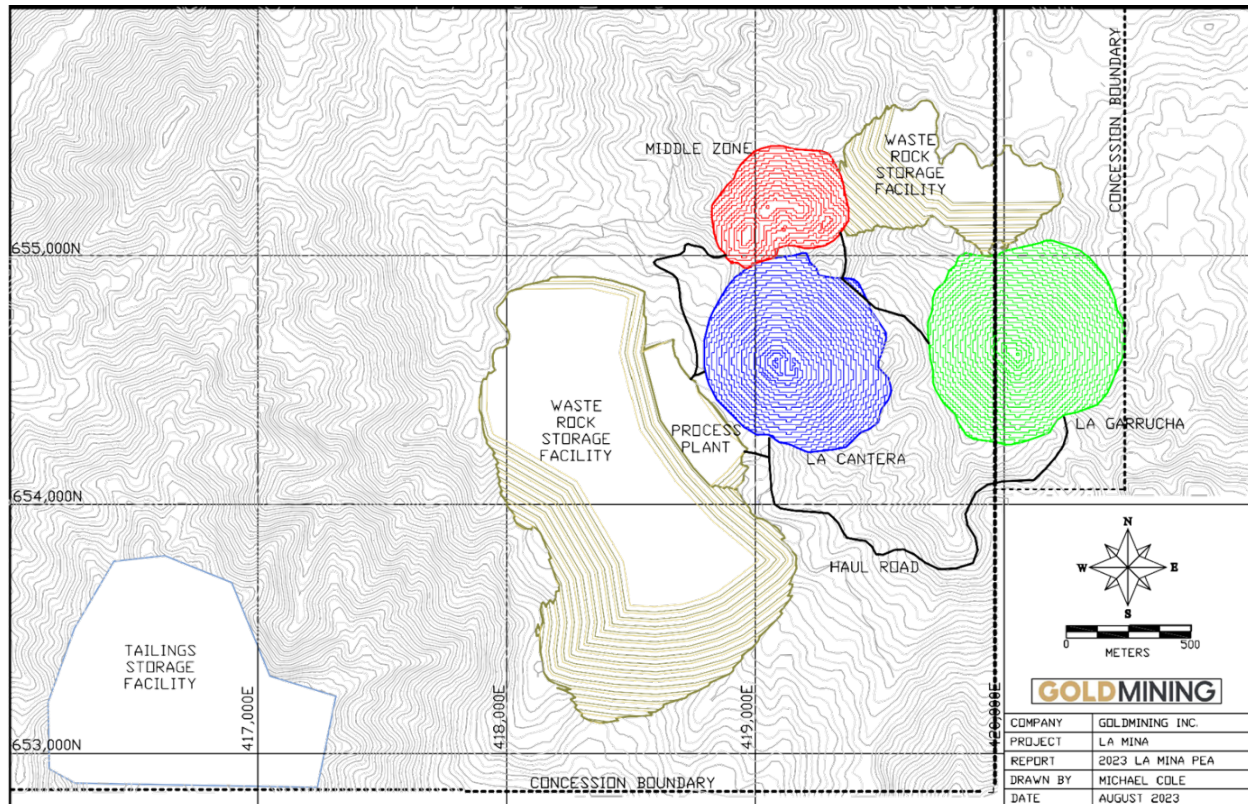 CONCESSION BOUNDARY
MIDDLE ZONE
WASTE
ROCK
STORAGE
FACILITY
655,000N
WASTE
ROCK
STORAGE
FACILITY
PROCESS
PLANT
LA CANTERA
LA GARRUCHA
654,000N
HAUL ROAD
TAILINGS
STORAGE
FACILITY
417,000E
418,000E
419,000E
420,000E
653,000N
CONCESSION BOUNDARY
N
W
E
S
0
500
METERS
GOLDMINING
COMPANY GOLDMINING INC.
PROJECT LA MINA
REPORT 2023 LA MINA PEA
DRAWN BY MICHAEL COLE
DATE AUGUST 2023